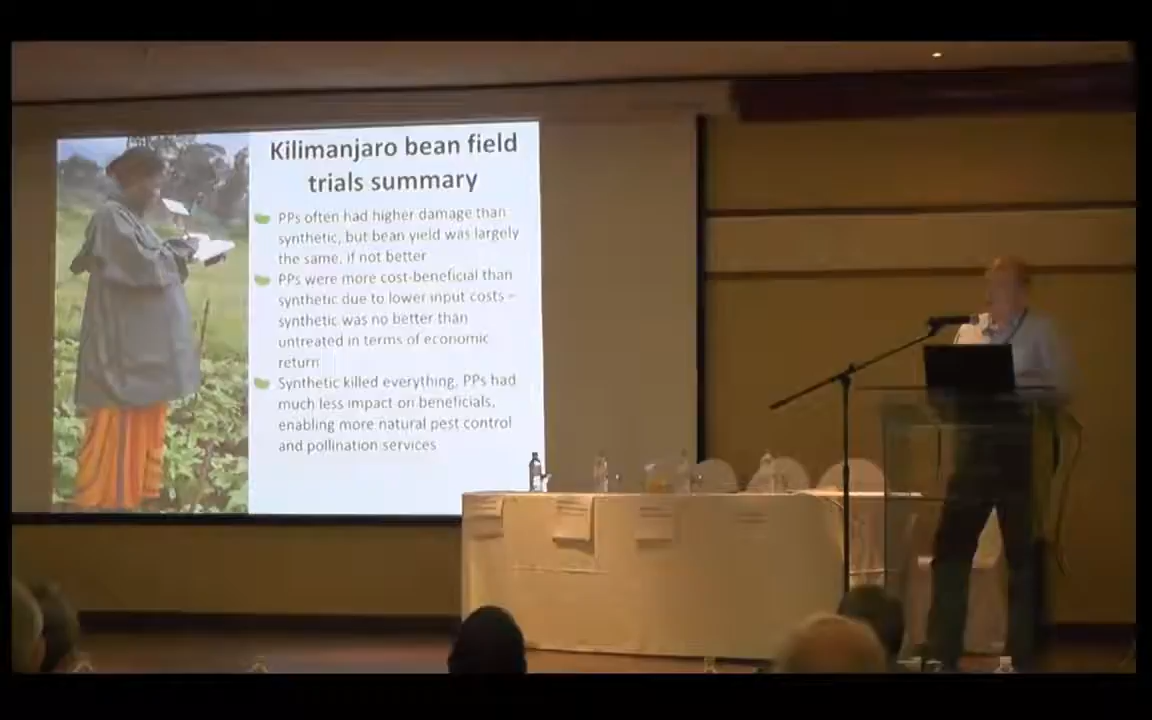 Kilimanjaro bean field
trials summary
PPs often had higher damage than
synthetic, but bean yield was largely
the same, if not better
PPs were more cost-beneficial than
synthetic due to lower input costs –
synthetic was no better than
untreated in terms of economic
return
Synthetic killed everything, PPs had
much less impact on beneficials,
enabling more natural pest control
and pollination services